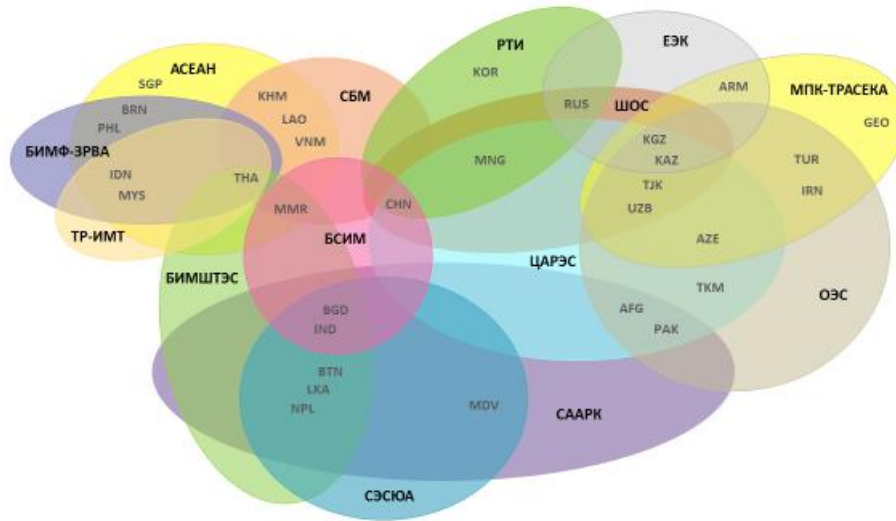 РТИ
ЕЭК
KOR
АСЕАН
SGP
СБМ
KHM
ARM
МПК-ТРАСЕКА
BRN
RUS
ШОС
PHL
LAO
GEO
VNM
KGZ
БИМФ-ЗРВА
MNG
KAZ
TUR
IDN
THA
TJK
IRN
MYS
MMR
CHN
UZB
ТР-ИМТ
БСИМ
AZE
ЦАРЭС
БИМШТЭС
TKM
ОЭС
BGD
AFG
IND
PAK
BTN
LKA
NPL
MDV
СААРК
СЭСЮА